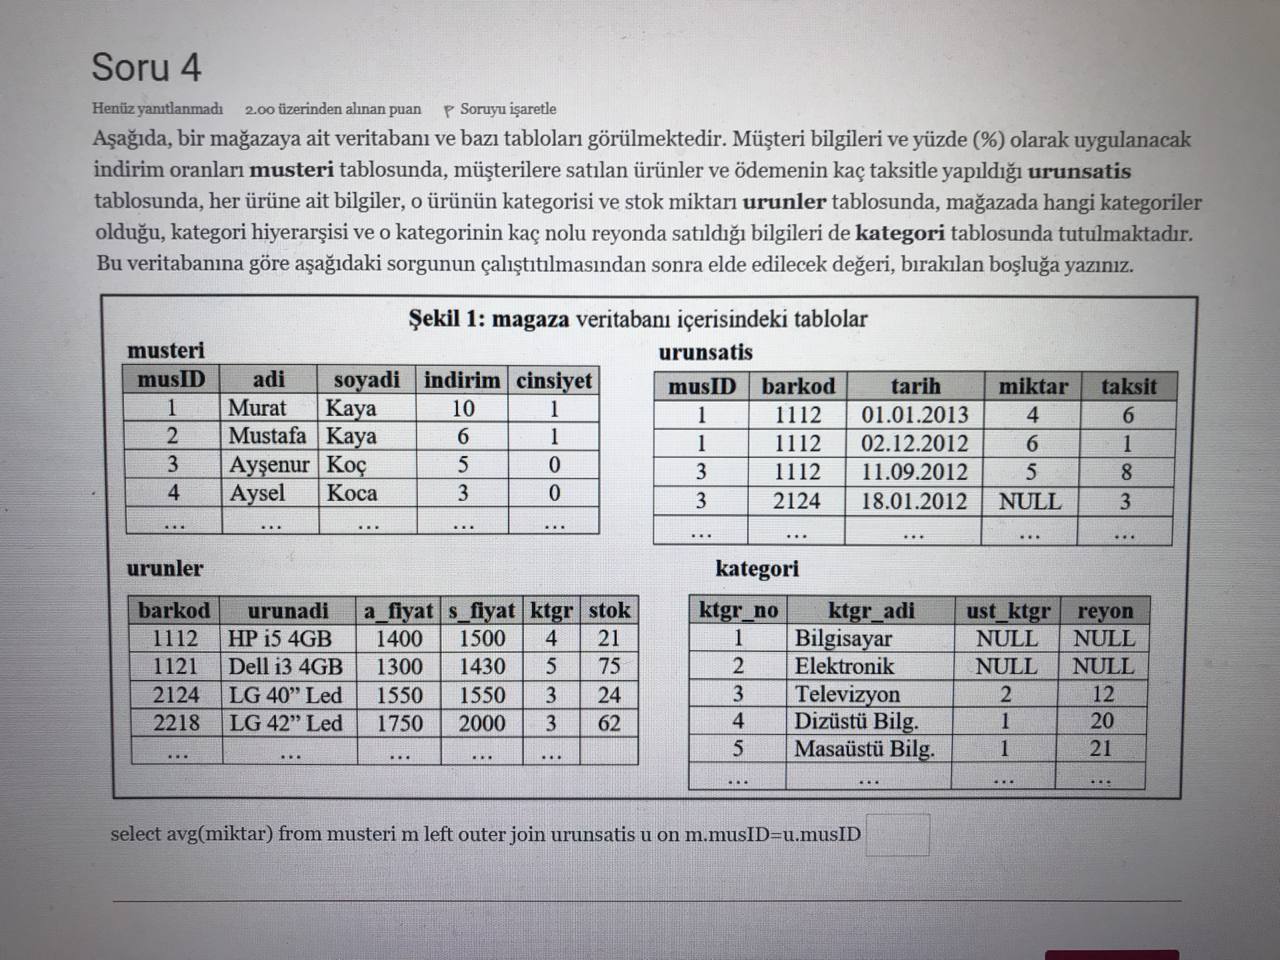 Soru 4
Henüz yanıtlanmadı 2.00 üzerinden alınan puan Soruyu işaretle
Aşağıda, bir mağazaya ait veritabanı ve bazı tabloları görülmektedir. Müşteri bilgileri ve yüzde (%) olarak uygulanacak
indirim oranları musteri tablosunda, müşterilere satılan ürünler ve ödemenin kaç taksitle yapıldığı urunsatis
tablosunda, her ürüne ait bilgiler, o ürünün kategorisi ve stok miktarı urunler tablosunda, mağazada hangi kategoriler
olduğu, kategori hiyerarşisi ve o kategorinin kaç nolu reyonda satıldığı bilgileri de kategori tablosunda tutulmaktadır.
Bu veritabanına göre aşağıdaki sorgunun çalıştıtılmasından sonra elde edilecek değeri, bırakılan boşluğa yazınız.
Şekil 1: magaza veritabanı içerisindeki tablolar
musteri
musID adi soyadi indirim cinsiyet
1 Murat Kaya 10 1
2 Mustafa Kaya 6 1
3 Ayşenur Koç 5 0
4 Aysel Koca 3 0
... ... ... ... ...
urunsatis
musID barkod tarih miktar taksit
1 1112 01.01.2013 4 6
1 1112 02.12.2012 6 1
3 1112 11.09.2012 5 8
3 2124 18.01.2012 NULL 3
... ... ... ... ...
urunler
barkod urunadi a_fiyat s_fiyat ktgr stok
1112 HP i5 4GB 1400 1500 4 21
1121 Dell i3 4GB 1300 1430 5 75
2124 LG 40” Led 1550 1550 3 24
2218 LG 42” Led 1750 2000 3 62
... ... ... ... ...
kategori
ktgr_no ktgr_adi ust_ktgr reyon
1 Bilgisayar NULL NULL
2 Elektronik NULL NULL
3 Televizyon 2 12
4 Dizüstü Bilg. 1 20
5 Masaüstü Bilg. 1 21
... ... ... ...
select avg(miktar) from musteri m left outer join urunsatis u on m.musID=u.musID